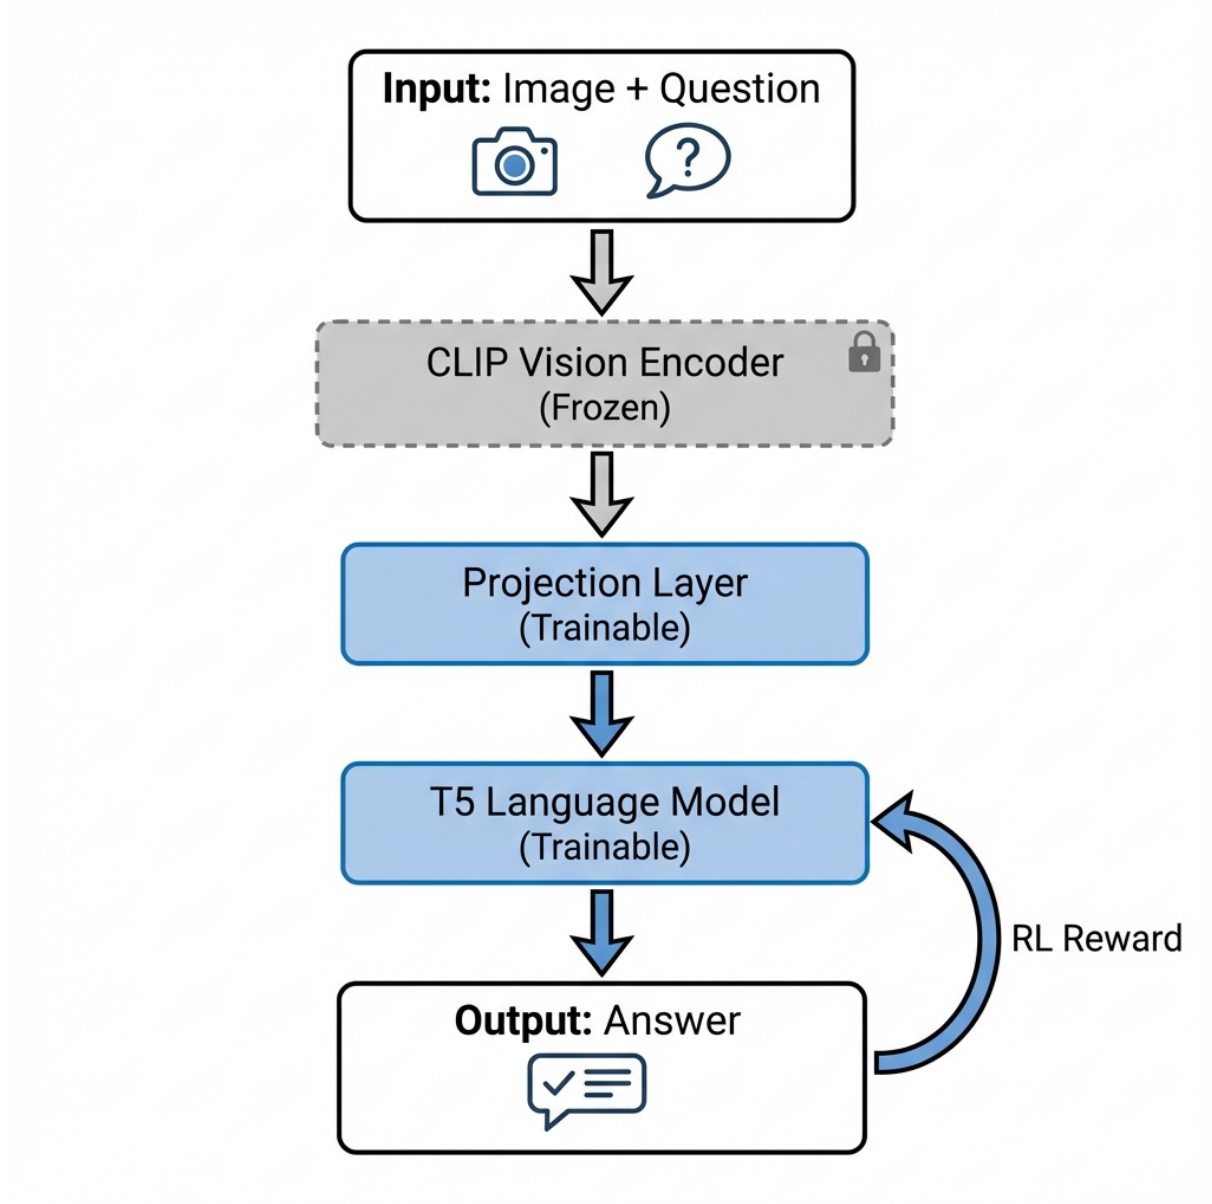 Input: Image + Question
?
CLIP Vision Encoder
(Frozen)
Projection Layer
(Trainable)
T5 Language Model
(Trainable)
RL Reward
Output: Answer